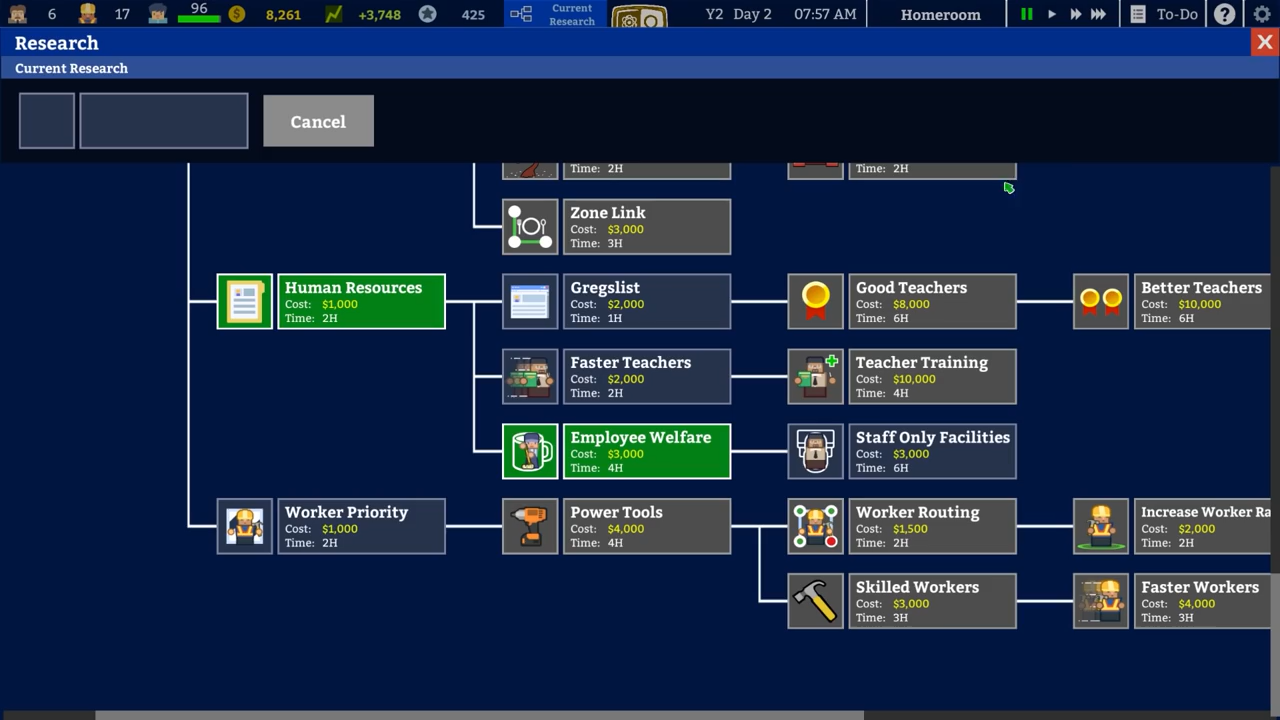 6 17 96 8,261 +3,748 425 Current Research Y2 Day 2 07:57 AM Homeroom To-Do ?
Research X
Current Research
Cancel
Time: 2H
Time: 2H
Zone Link
Cost: $3,000
Time: 3H
Human Resources
Cost: $1,000
Time: 2H
Gregslist
Cost: $2,000
Time: 1H
Good Teachers
Cost: $8,000
Time: 6H
Better Teachers
Cost: $10,000
Time: 6H
Faster Teachers
Cost: $2,000
Time: 2H
Teacher Training
Cost: $10,000
Time: 4H
Employee Welfare
Cost: $3,000
Time: 4H
Staff Only Facilities
Cost: $3,000
Time: 6H
Worker Priority
Cost: $1,000
Time: 2H
Power Tools
Cost: $4,000
Time: 4H
Worker Routing
Cost: $1,500
Time: 2H
Increase Worker Ra
Cost: $2,000
Time: 2H
Skilled Workers
Cost: $3,000
Time: 3H
Faster Workers
Cost: $4,000
Time: 3H